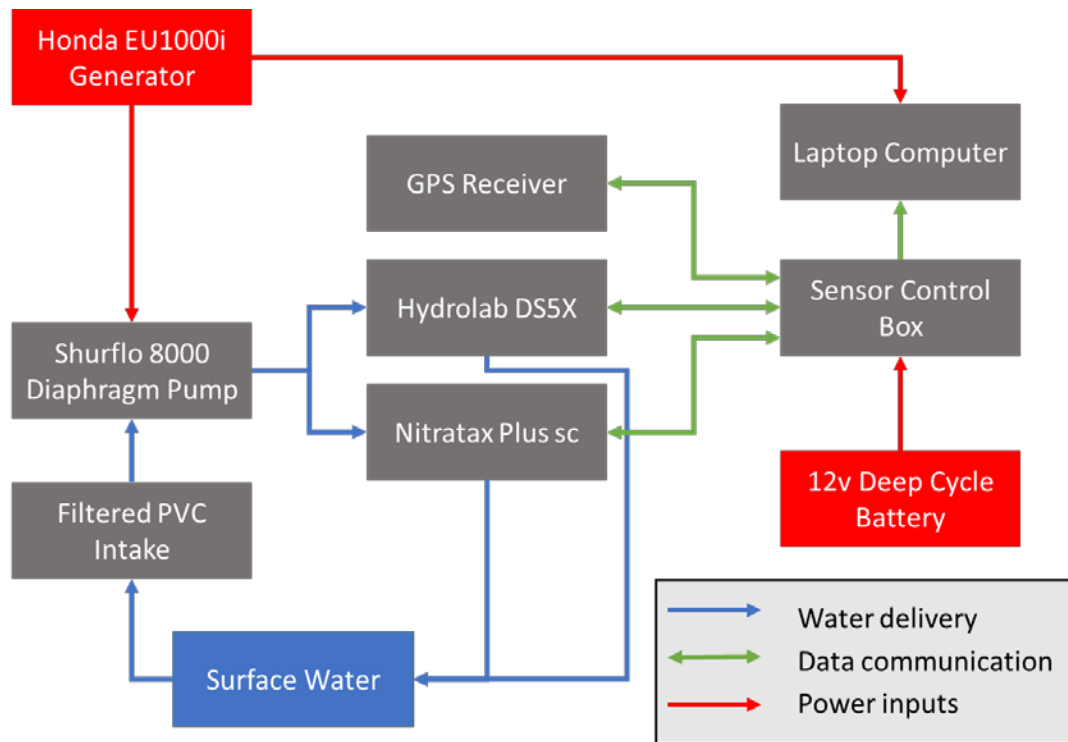 Honda EU1000i
Generator
Laptop Computer
GPS Receiver
Hydrolab DS5X
Sensor Control
Box
Shurflo 8000
Diaphragm Pump
Nitratax Plus sc
Filtered PVC
Intake
12v Deep Cycle
Battery
Surface Water
Water delivery
Data communication
Power inputs